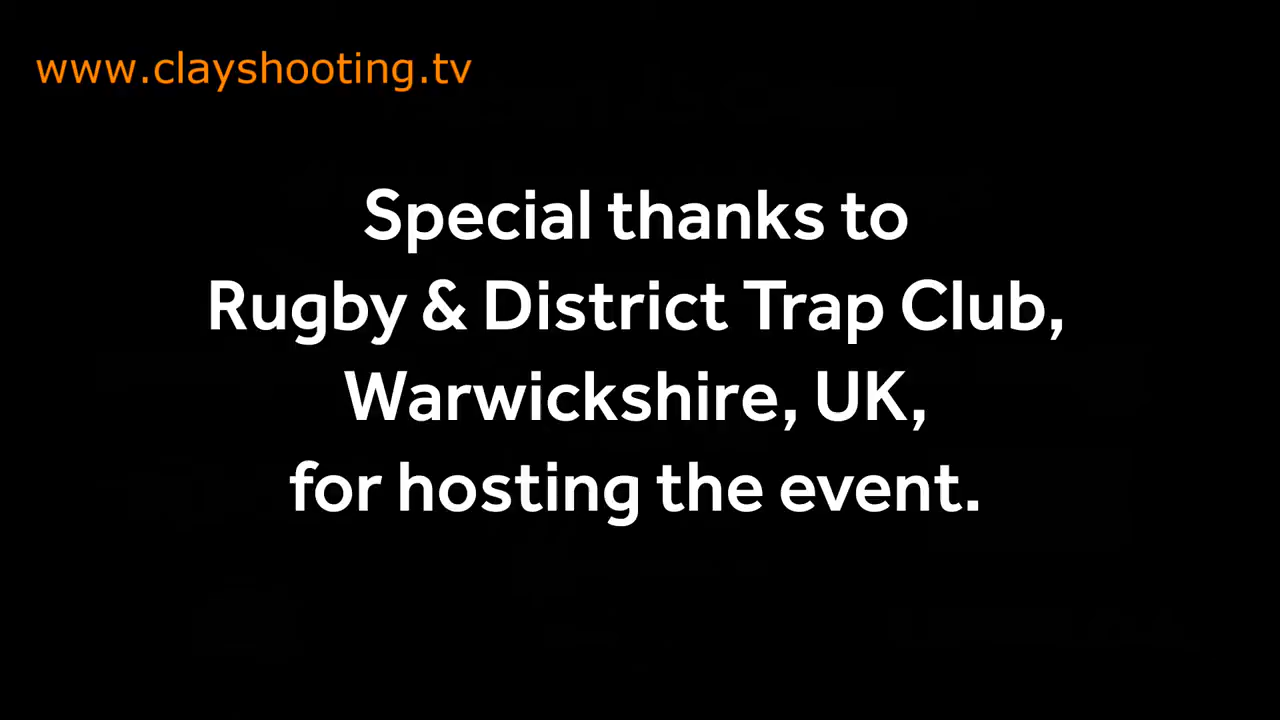 www.clayshooting.tv
Special thanks to
Rugby & District Trap Club,
Warwickshire, UK,
for hosting the event.